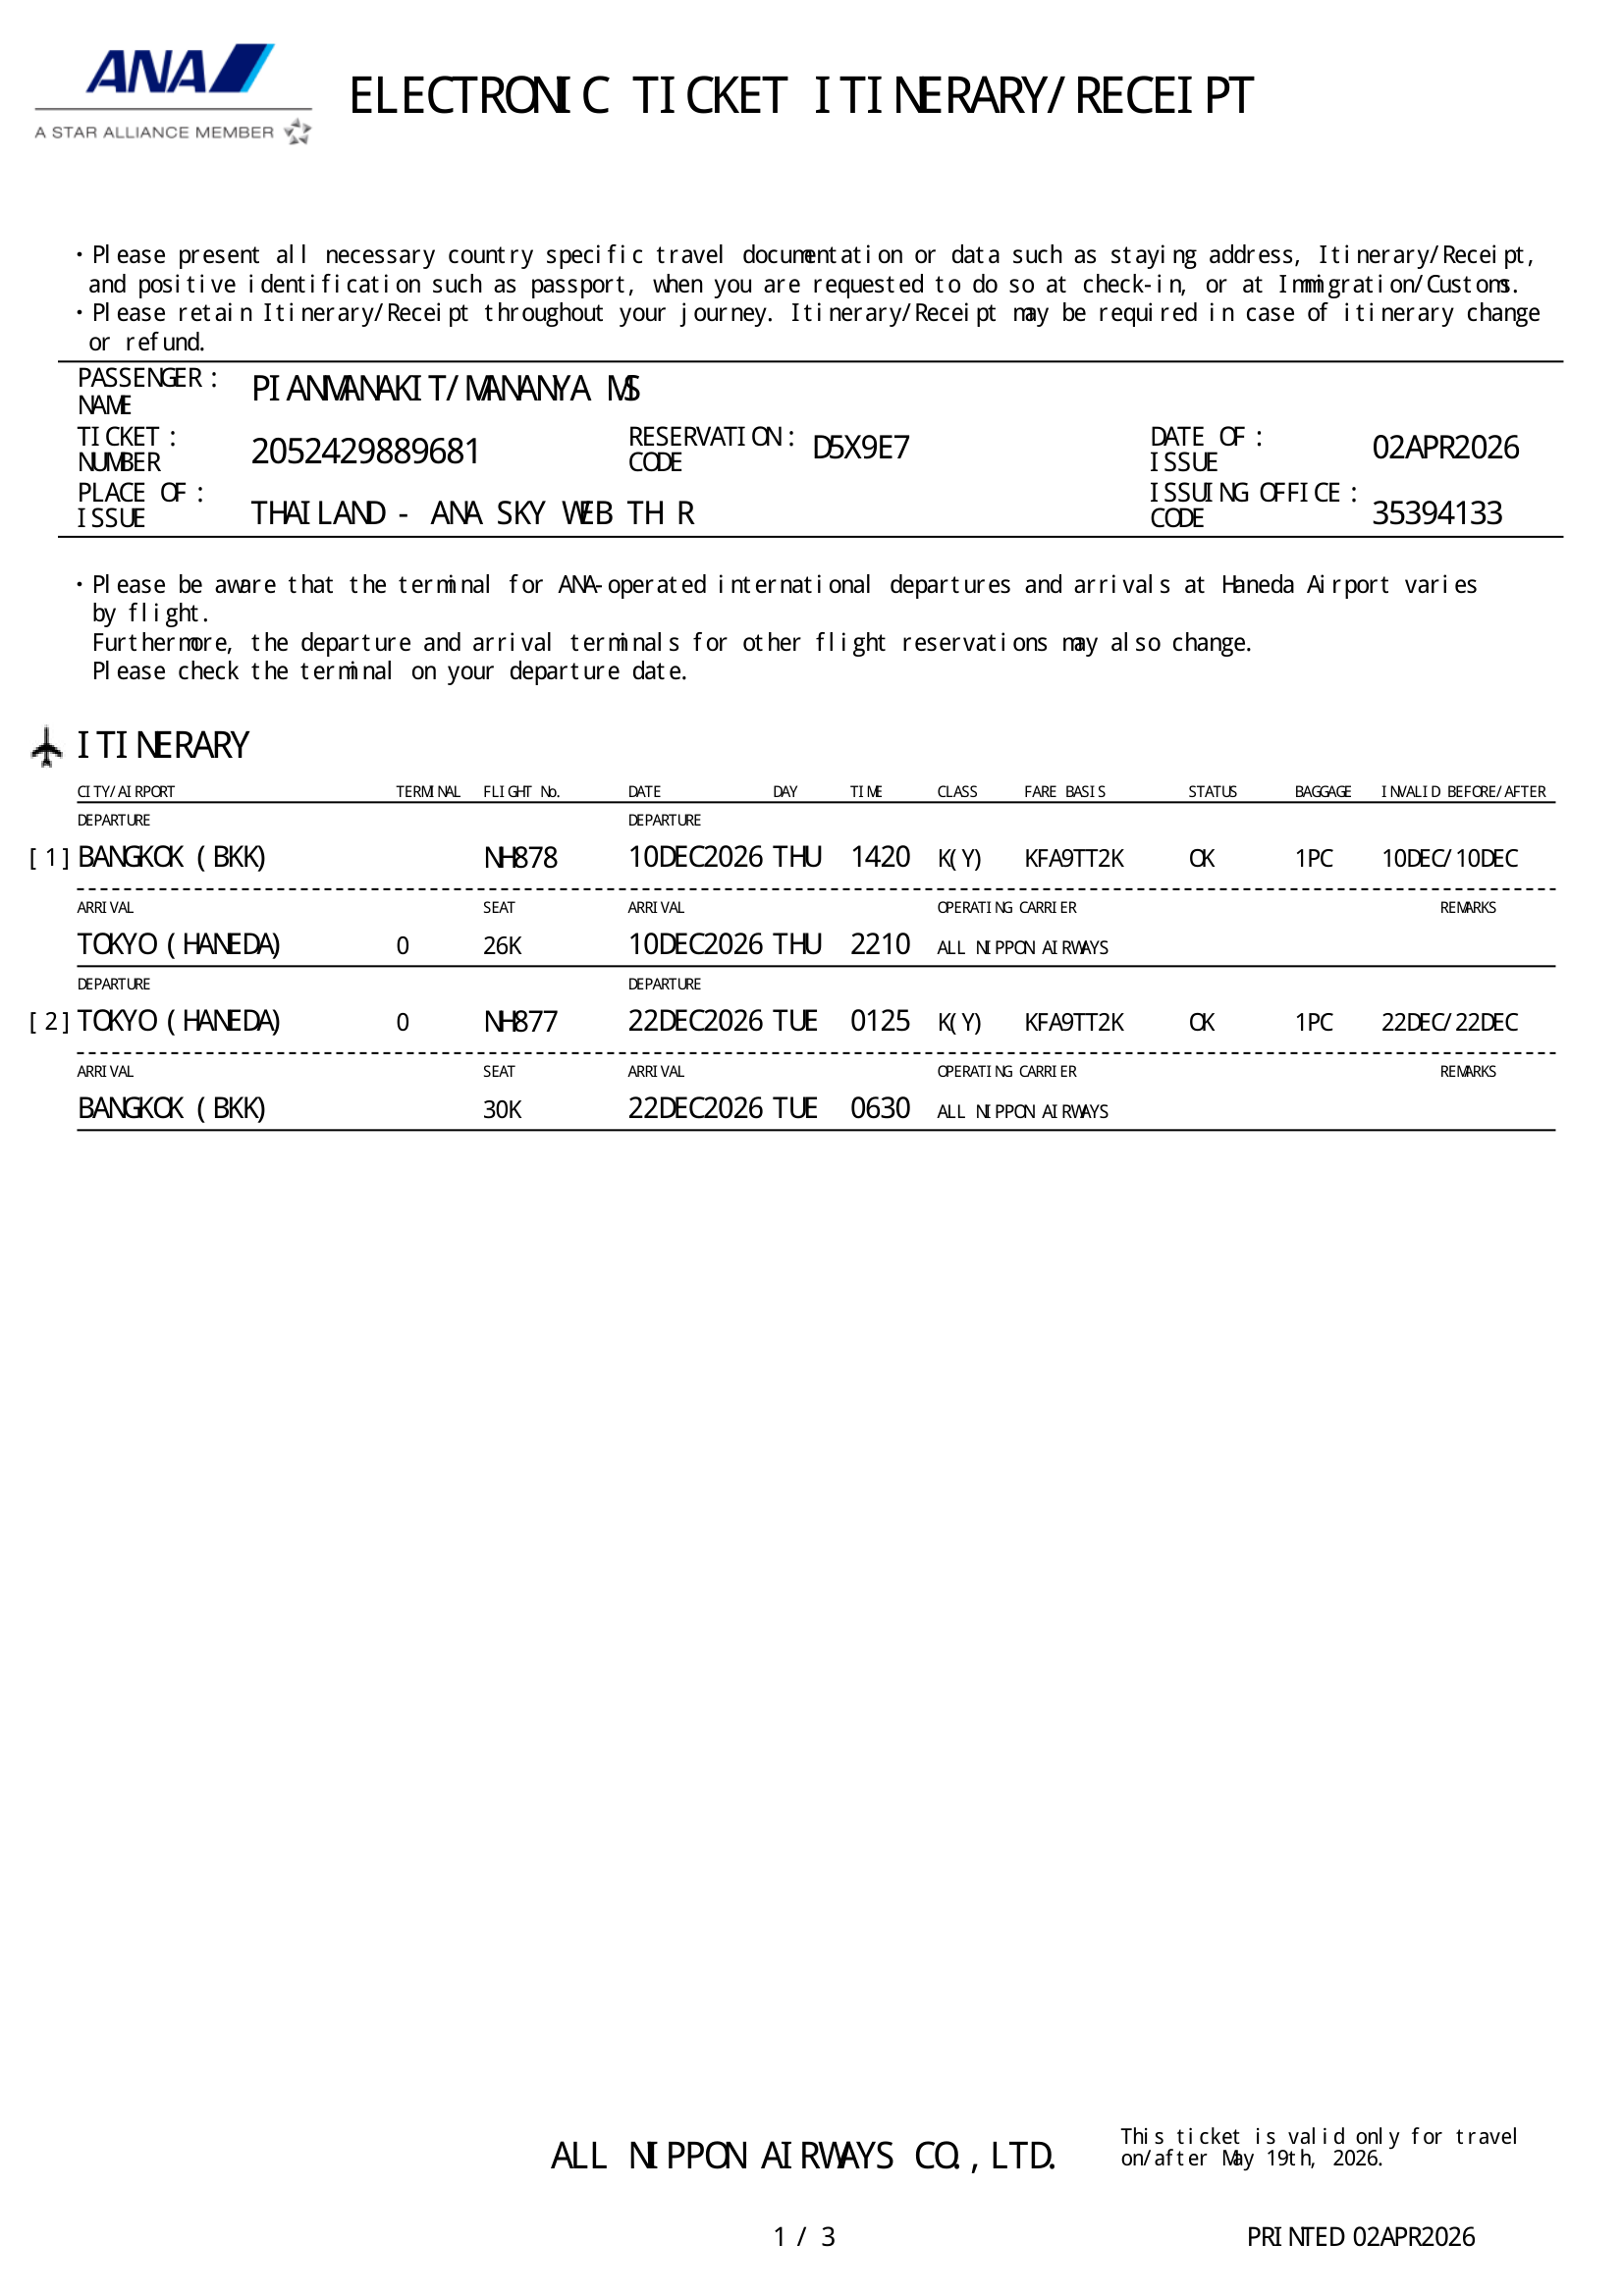 ANA
A STAR ALLIANCE MEMBER
ELECTRONIC TICKET ITINERARY/RECEIPT
・Please present all necessary country specific travel documentation or data such as staying address, Itinerary/Receipt,
and positive identification such as passport, when you are requested to do so at check-in, or at Immigration/Customs.
・Please retain Itinerary/Receipt throughout your journey. Itinerary/Receipt may be required in case of itinerary change
or refund.
PASSENGER : NAME PIANMANAKIT/MANANYA MS
TICKET : NUMBER 2052429889681 RESERVATION : CODE D5X9E7 DATE OF : ISSUE 02APR2026
PLACE OF : ISSUE THAILAND - ANA SKY WEB TH R ISSUING OFFICE : CODE 35394133
・Please be aware that the terminal for ANA-operated international departures and arrivals at Haneda Airport varies
by flight.
Furthermore, the departure and arrival terminals for other flight reservations may also change.
Please check the terminal on your departure date.
ITINERARY
CITY/AIRPORT TERMINAL FLIGHT No. DATE DAY TIME CLASS FARE BASIS STATUS BAGGAGE INVALID BEFORE/AFTER
DEPARTURE DEPARTURE
[1] BANGKOK (BKK) NH878 10DEC2026 THU 1420 K(Y) KFA9TT2K OK 1PC 10DEC/10DEC
ARRIVAL SEAT ARRIVAL OPERATING CARRIER REMARKS
TOKYO (HANEDA) 0 26K 10DEC2026 THU 2210 ALL NIPPON AIRWAYS
DEPARTURE DEPARTURE
[2] TOKYO (HANEDA) 0 NH877 22DEC2026 TUE 0125 K(Y) KFA9TT2K OK 1PC 22DEC/22DEC
ARRIVAL SEAT ARRIVAL OPERATING CARRIER REMARKS
BANGKOK (BKK) 30K 22DEC2026 TUE 0630 ALL NIPPON AIRWAYS
ALL NIPPON AIRWAYS CO., LTD.
This ticket is valid only for travel
on/after May 19th, 2026.
1 / 3
PRINTED 02APR2026